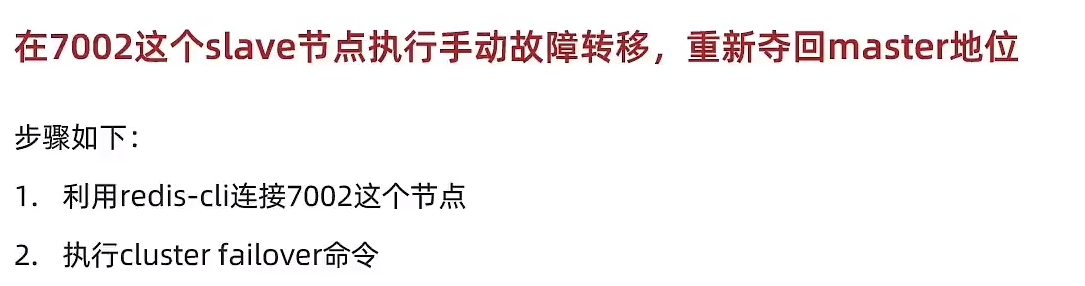 在7002这个slave节点执行手动故障转移，重新夺回master地位
步骤如下：
1. 利用redis-cli连接7002这个节点
2. 执行cluster failover命令